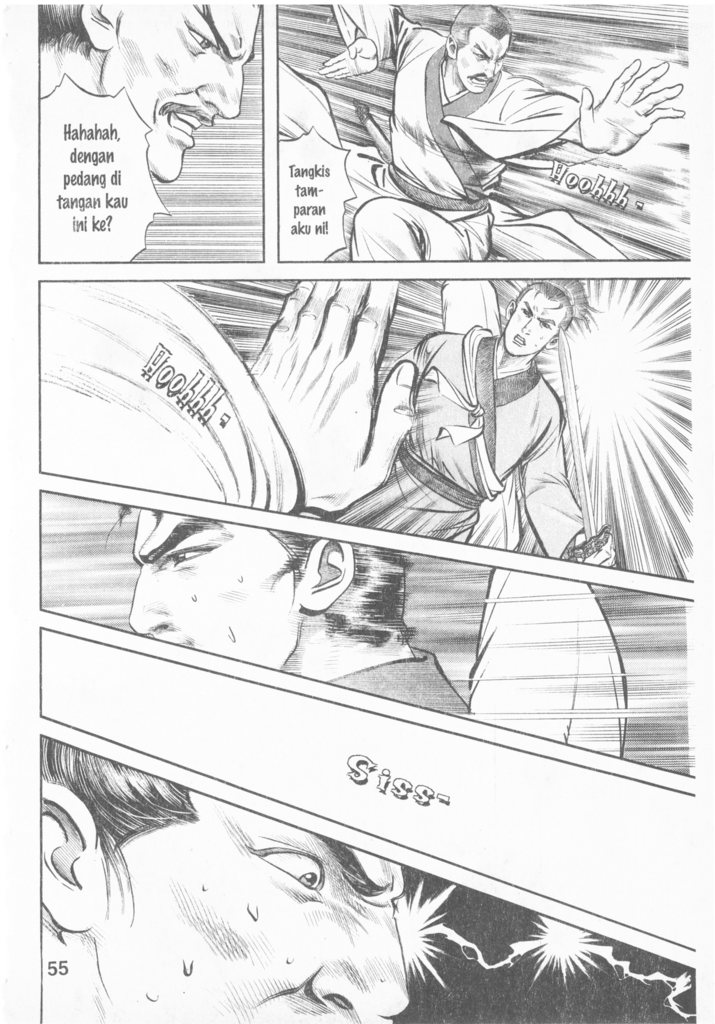 Hahahah,
dengan
pedang di
tangan kau
ini ke?
Tangkis
tam-
paran
aku ni!
Hoohhh-
Hoohhh-
Siss-
55